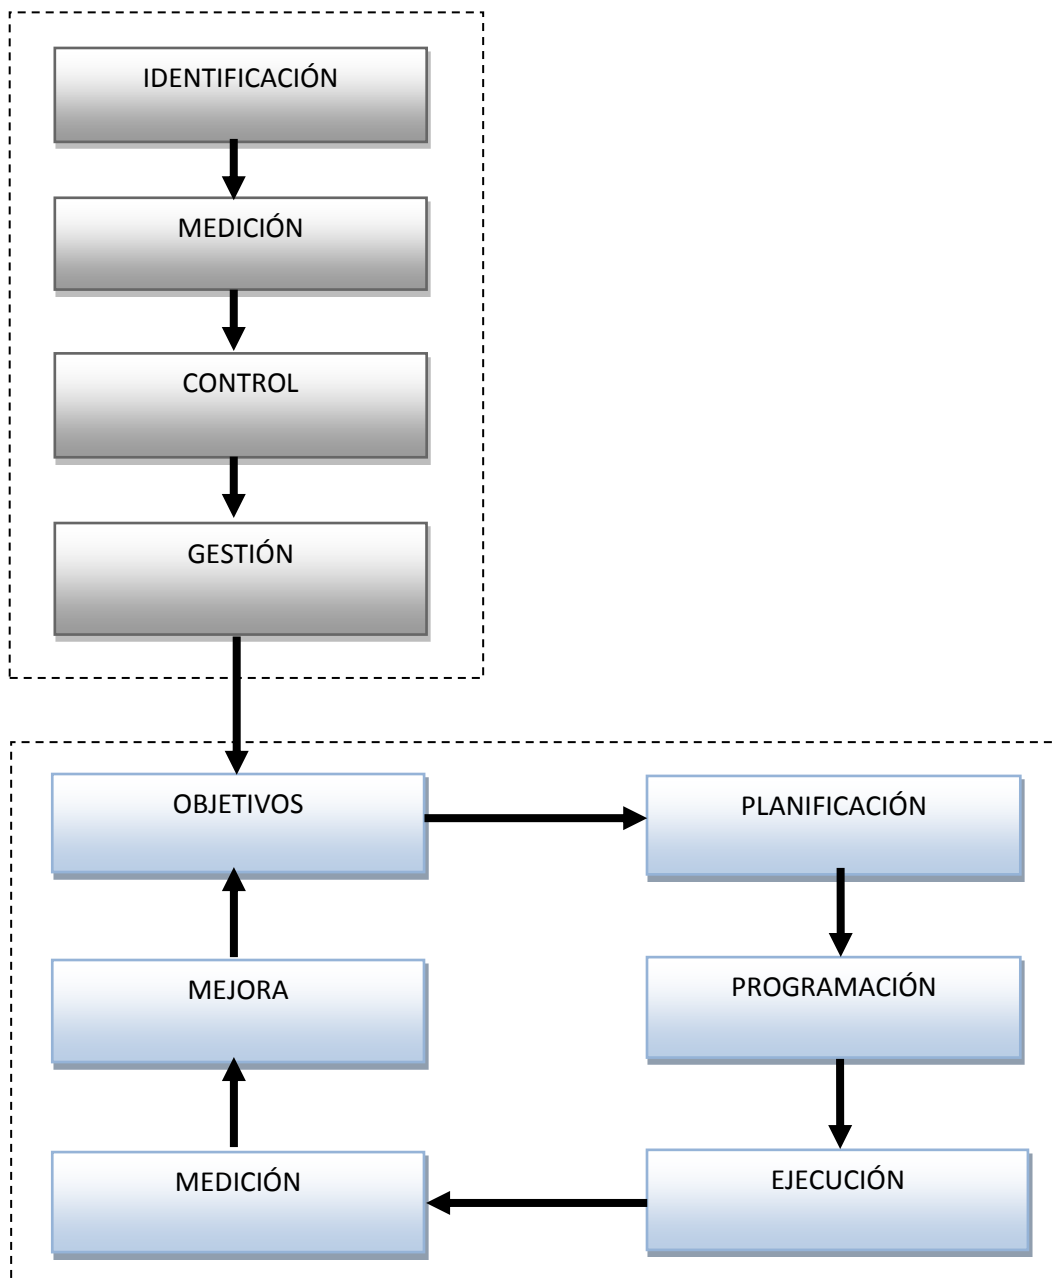 IDENTIFICACIÓN
MEDICIÓN
CONTROL
GESTIÓN
OBJETIVOS
PLANIFICACIÓN
MEJORA
PROGRAMACIÓN
MEDICIÓN
EJECUCIÓN